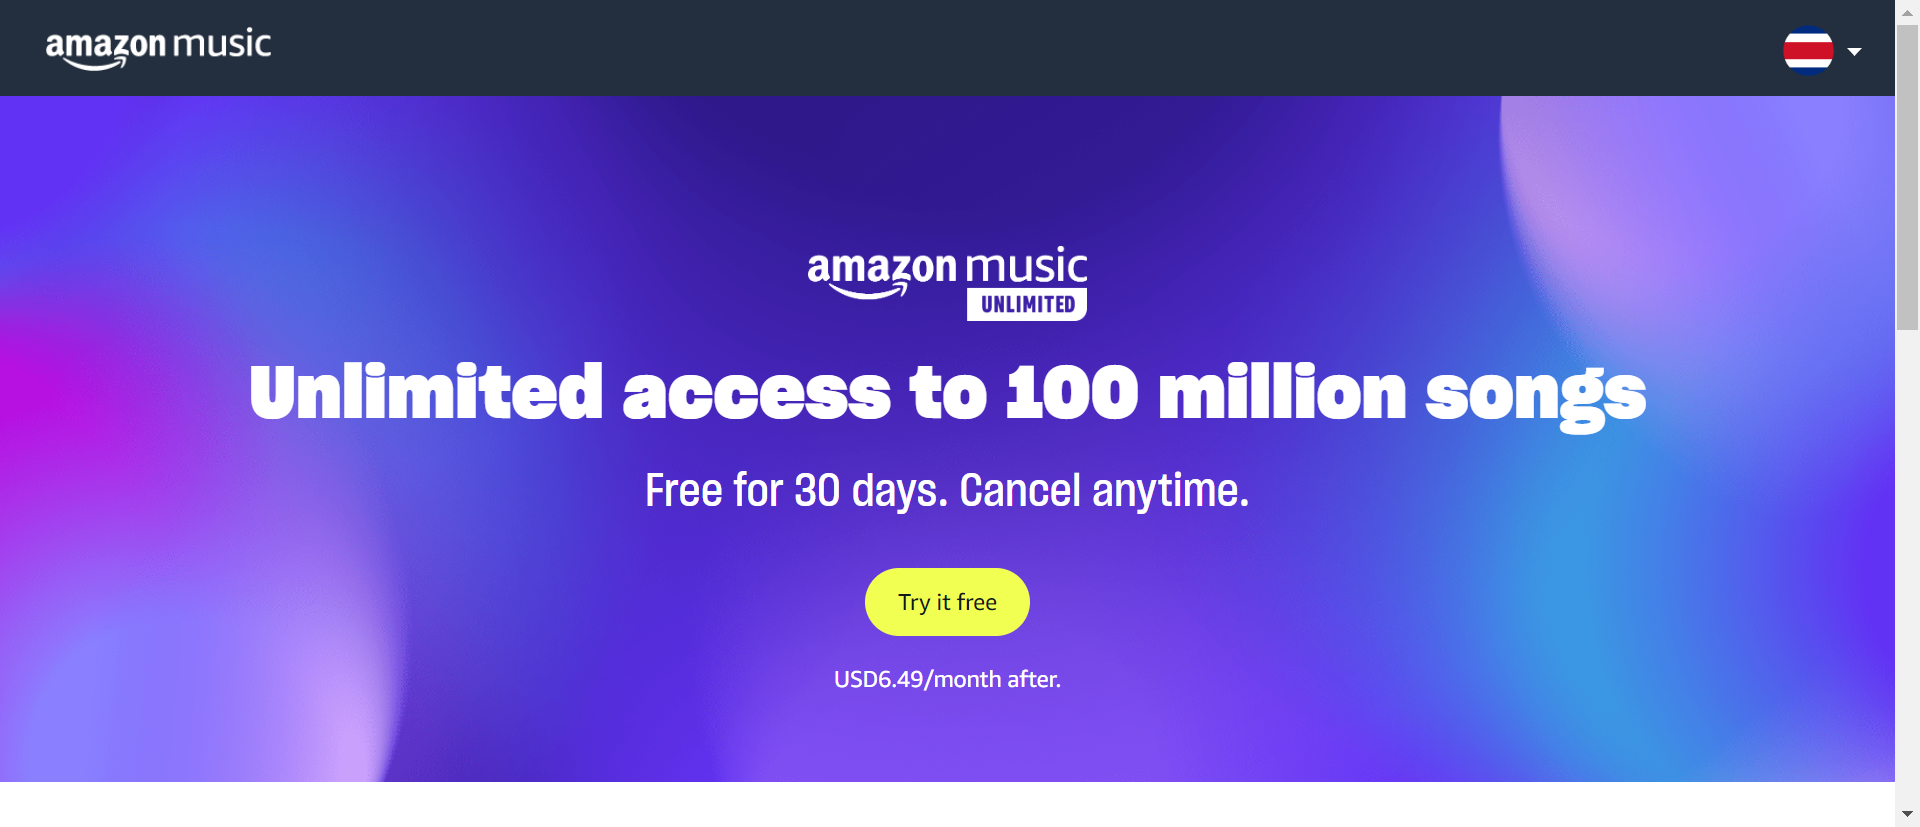 amazon music
amazon music
UNLIMITED
Unlimited access to 100 million songs
Free for 30 days. Cancel anytime.
Try it free
USD6.49/month after.